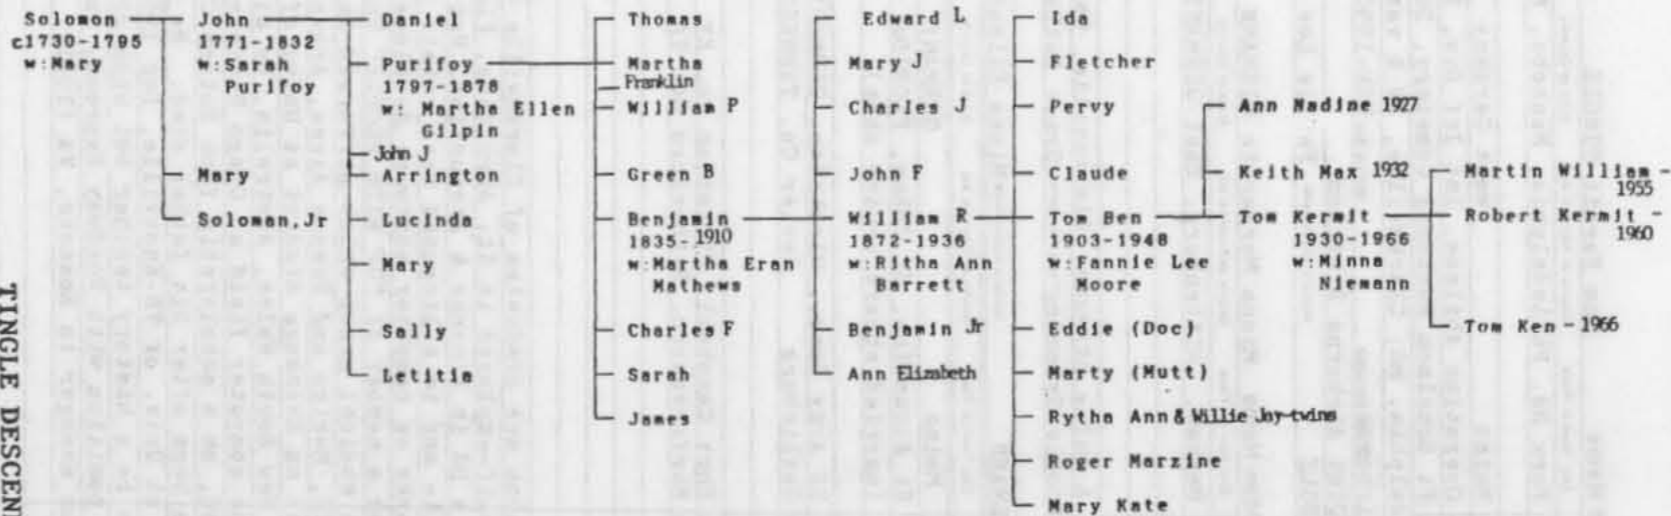 Solomon
c1730-1795
w:Mary
John
1771-1832
w:Sarah
Purifoy
Mary
Soloman,Jr
Daniel
Purifoy
1797-1878
w: Martha Ellen
Gilpin
John J
Arrington
Lucinda
Mary
Sally
Letitia
Thomas
Martha
Franklin
William P
Green B
Benjamin
1835-1910
w:Martha Eran
Mathews
Charles F
Sarah
James
Edward L
Mary J
Charles J
John F
William R
1872-1936
w:Ritha Ann
Barrett
Benjamin Jr
Ann Elizabeth
Ida
Fletcher
Pervy
Claude
Tom Ben
1903-1948
w:Fannie Lee
Moore
Eddie (Doc)
Marty (Mutt)
Rytha Ann & Willie Jay-twins
Roger Marzine
Mary Kate
Ann Nadine 1927
Keith Max 1932
Tom Kermit
1930-1966
w:Minna
Niemann
Martin William -
1955
Robert Kermit -
1960
Tom Ken - 1966
TINGLE DESCEN